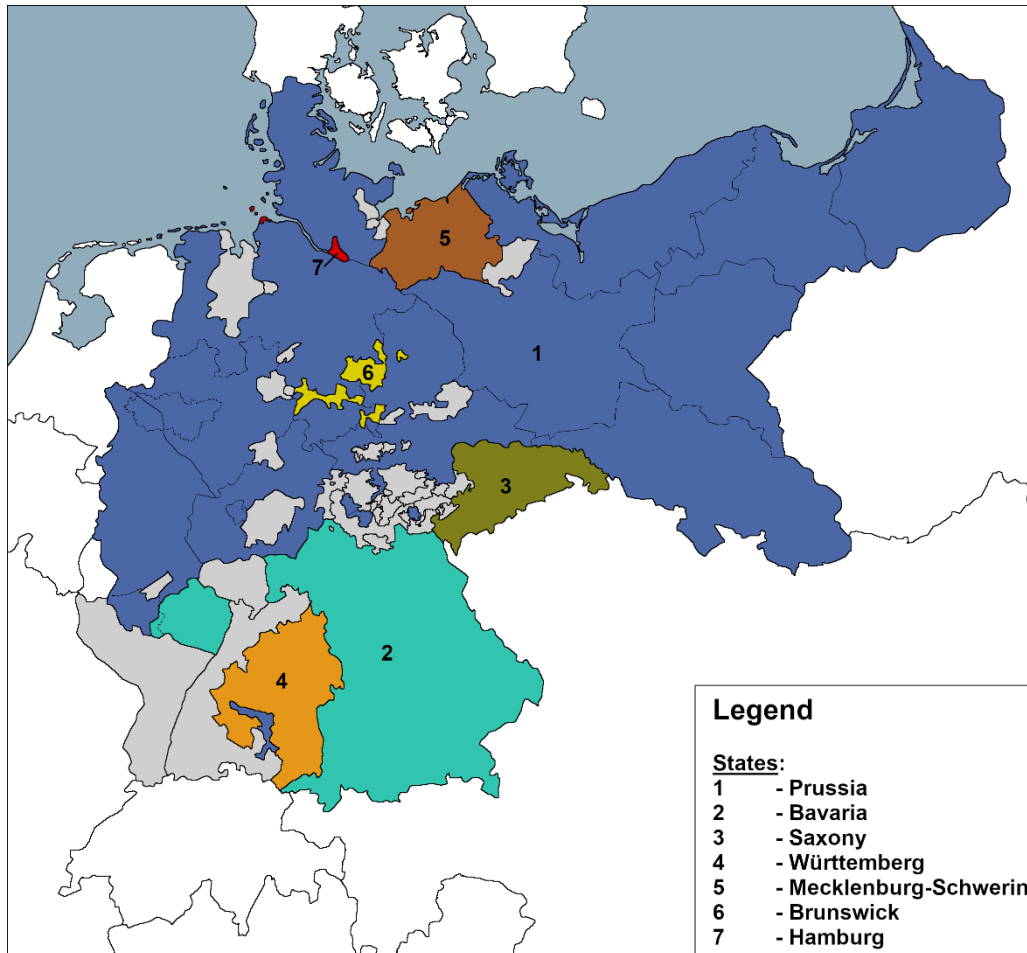 5
7
1
6
3
2
4
Legend
States:
1 - Prussia
2 - Bavaria
3 - Saxony
4 - Württemberg
5 - Mecklenburg-Schwerin
6 - Brunswick
7 - Hamburg